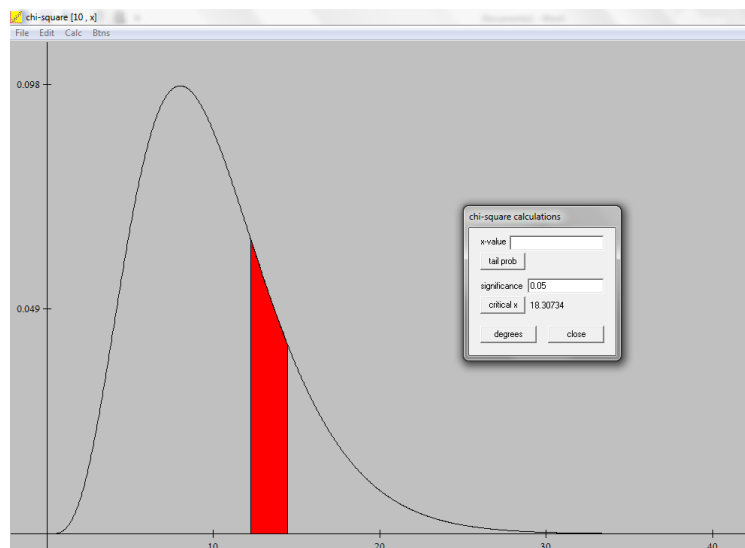 chi-square [10 , x]
File Edit Calc Btns
0.098
chi-square calculations
x-value
tail prob
significance 0.05
critical x 18.30734
0.049
degrees close
10 20 30 40